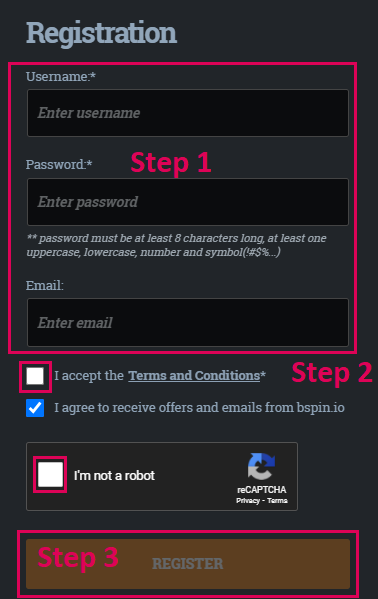 Registration
Username:*
Enter username
Password:*
Step 1
Enter password
** password must be at least 8 characters long, at least one
uppercase, lowercase, number and symbol(!#$%...)
Email:
Enter email
I accept the Terms and Conditions*
Step 2
I agree to receive offers and emails from bspin.io
I'm not a robot
reCAPTCHA
Privacy - Terms
Step 3
REGISTER